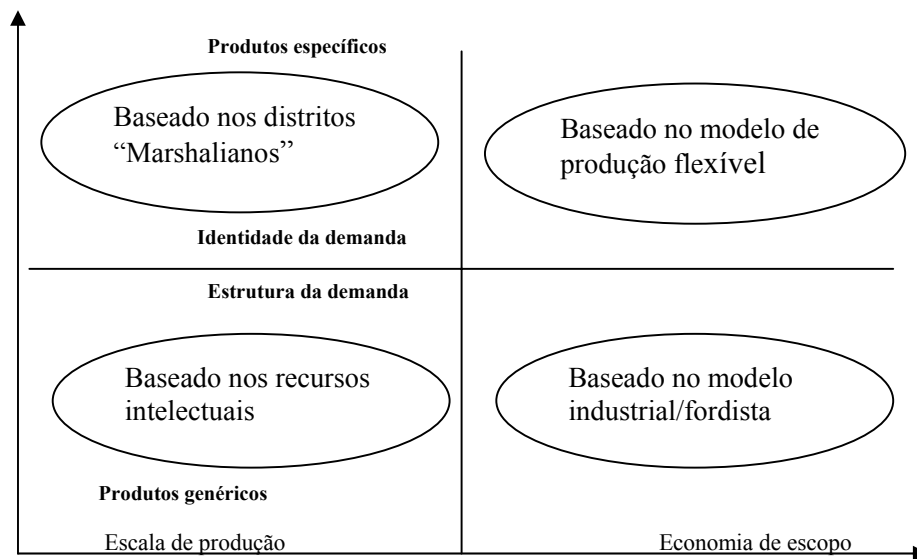 Produtos específicos
Baseado nos distritos
“Marshalianos”
Baseado no modelo de
produção flexível
Identidade da demanda
Estrutura da demanda
Baseado nos recursos
intelectuais
Baseado no modelo
industrial/fordista
Produtos genéricos
Escala de produção
Economia de escopo